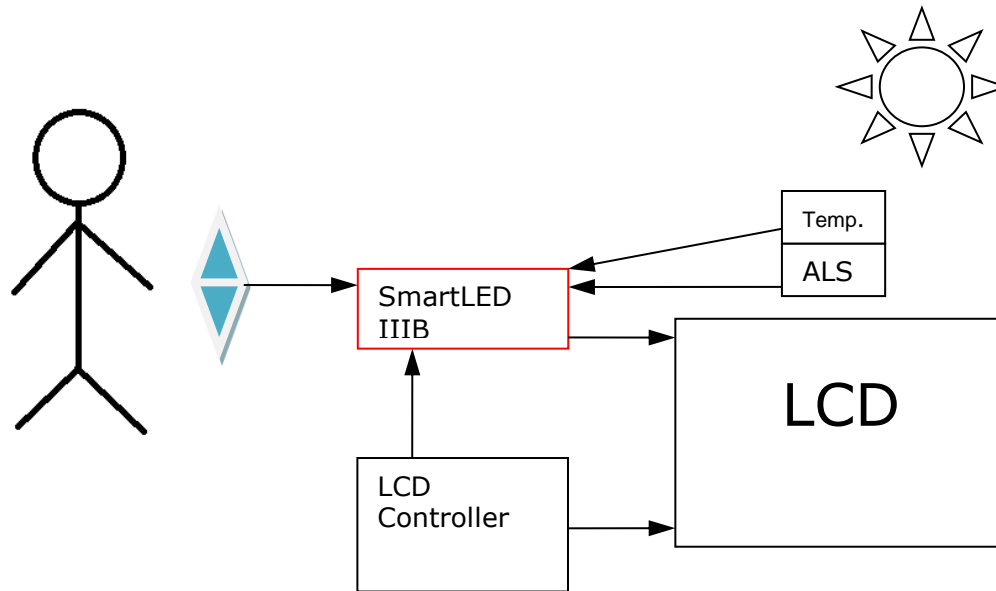 Temp.
ALS
SmartLED
IIIB
LCD
LCD
Controller